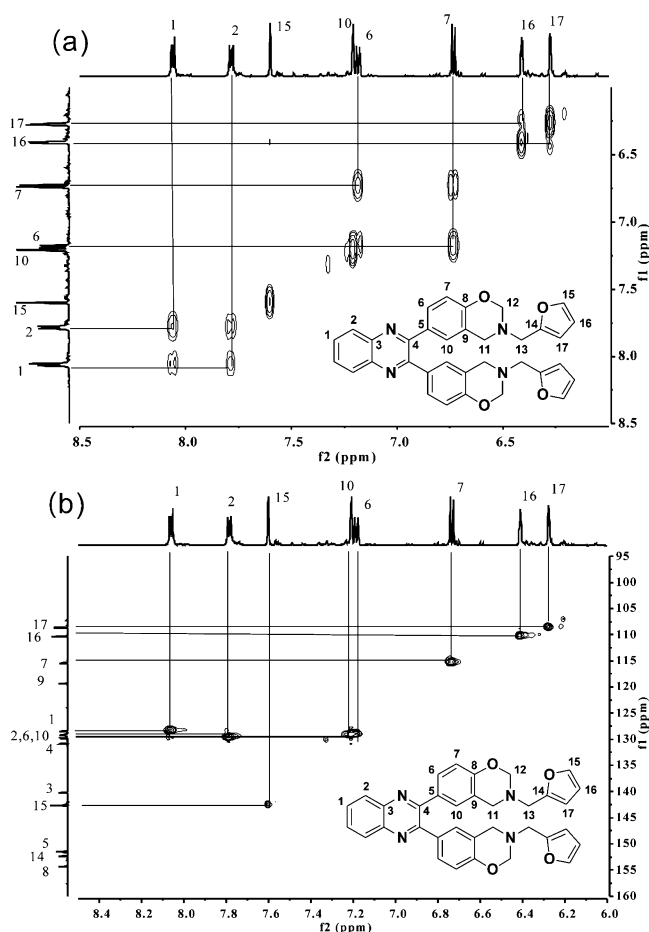 (a)
1 2 15 10 6 7 16 17
17
16
7
6
10
15
2
1
6.5
7.0
7.5
8.0
8.5
f1 (ppm)
8.5 8.0 7.5 7.0 6.5
f2 (ppm)
7
6 8 O 12 O 15
2 5 9 N 14 16
1 N 10 11 13 17
3 4
N N O
O
(b)
1 2 15 10 6 7 16 17
17
16
7
9
1
2,6,10
4
3
15
5
14
8
95
100
105
110
115
120
125
130
135
140
145
150
155
160
f1 (ppm)
8.4 8.2 8.0 7.8 7.6 7.4 7.2 7.0 6.8 6.6 6.4 6.2 6.0
f2 (ppm)
7
6 8 O 12 O 15
2 5 9 N 14 16
1 N 10 11 13 17
3 4
N N O
O